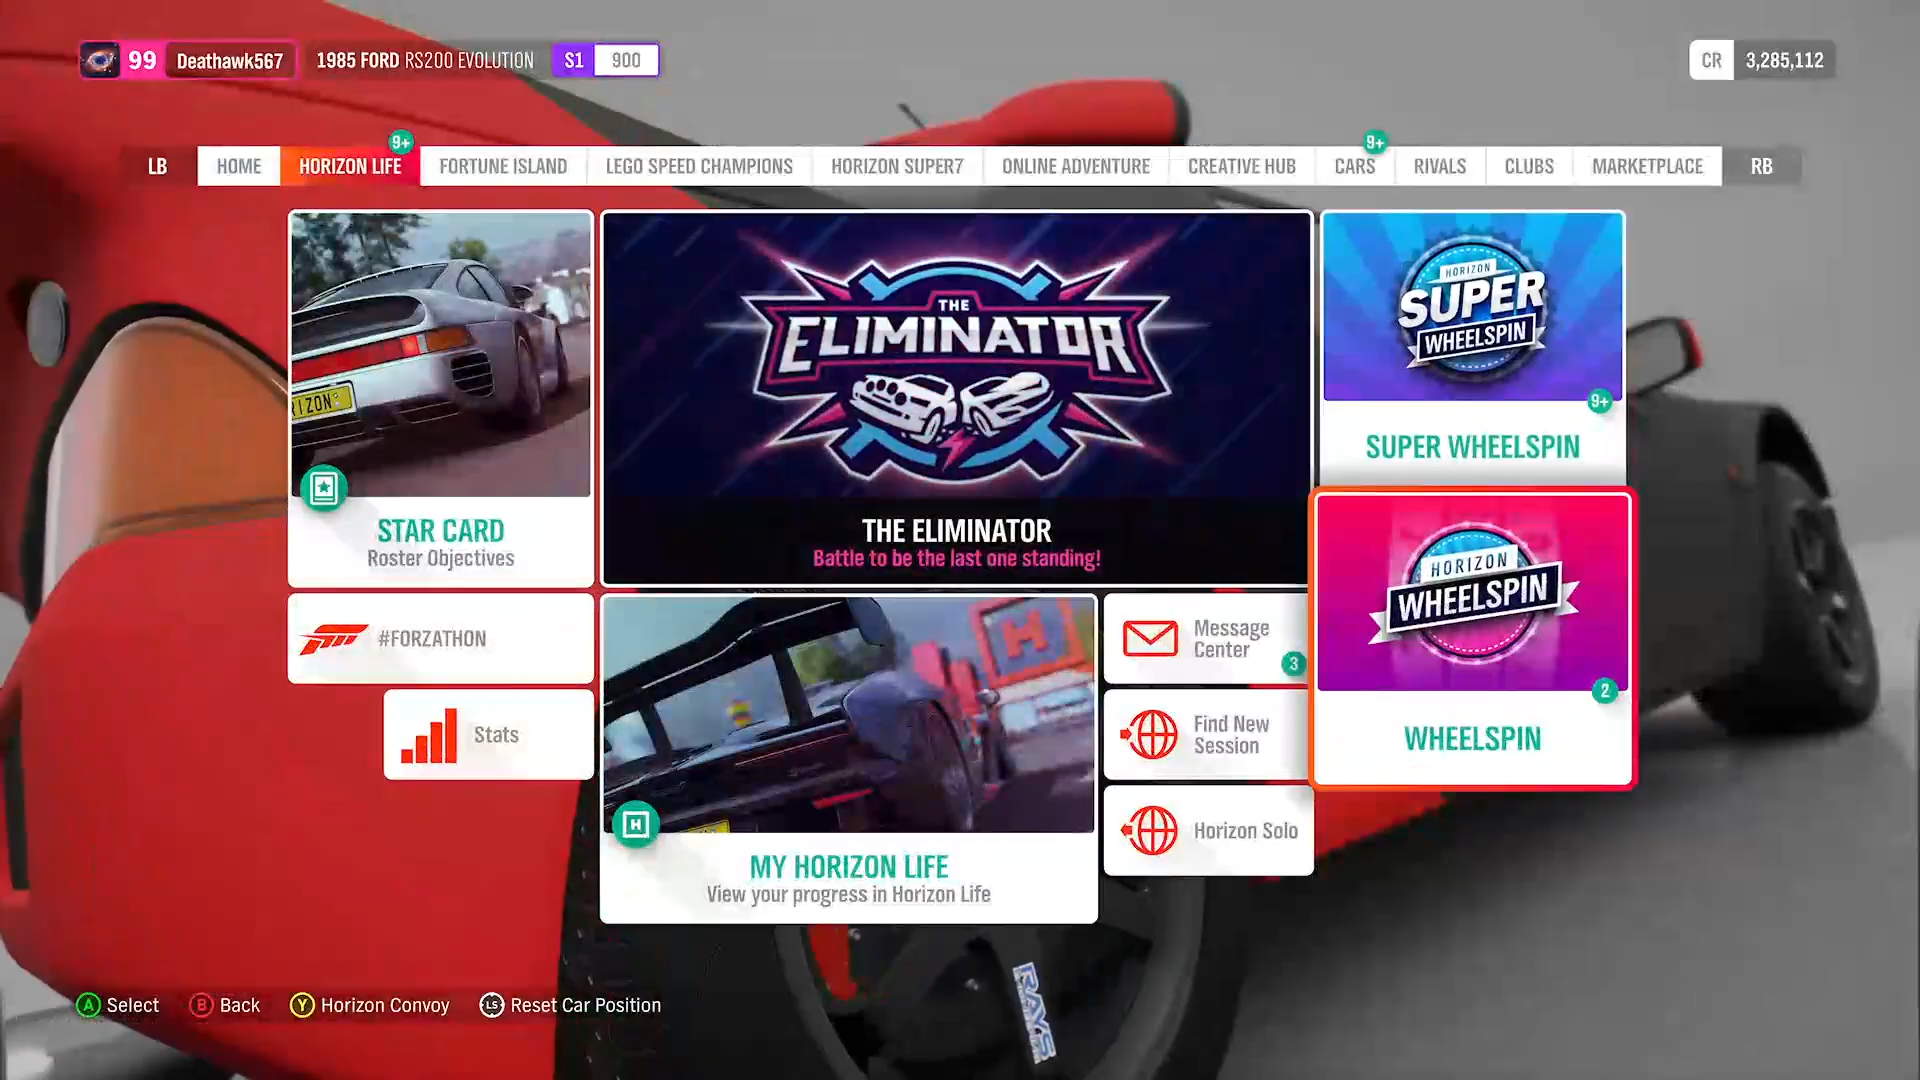 99 Deathawk567 1985 FORD RS200 EVOLUTION S1 900
CR 3,285,112
9+
9+
LB HOME HORIZON LIFE FORTUNE ISLAND LEGO SPEED CHAMPIONS HORIZON SUPER7 ONLINE ADVENTURE CREATIVE HUB CARS RIVALS CLUBS MARKETPLACE RB
RIZON
STAR CARD
Roster Objectives
THE
ELIMINATOR
THE ELIMINATOR
Battle to be the last one standing!
HORIZON
SUPER
WHEELSPIN
9+
SUPER WHEELSPIN
HORIZON
WHEELSPIN
2
WHEELSPIN
#FORZATHON
Stats
H
H
MY HORIZON LIFE
View your progress in Horizon Life
Message
Center
3
Find New
Session
Horizon Solo
RAYS
A Select B Back Y Horizon Convoy LS Reset Car Position